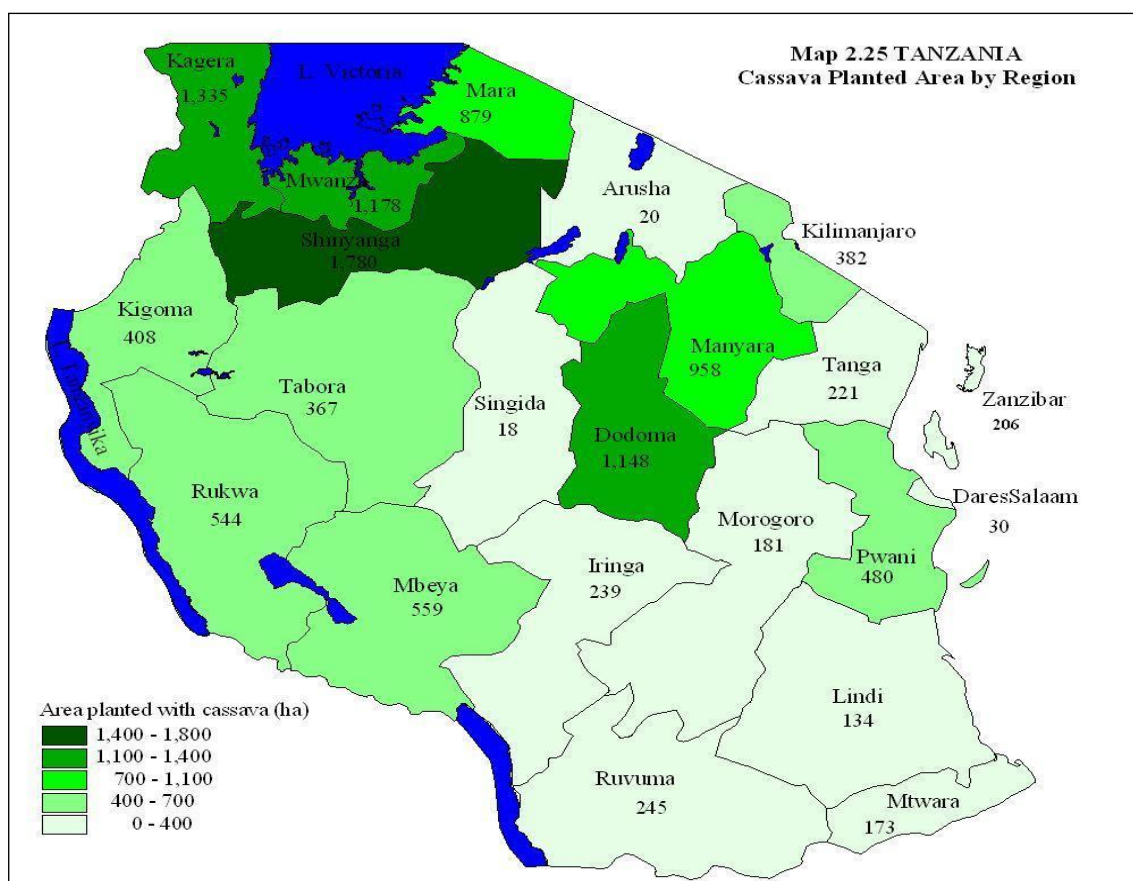 Map 2.25 TANZANIA
Cassava Planted Area by Region
Kagera
1,335
L. Victoria
Mara
879
Mwanza
1,178
Arusha
20
Shinyanga
1,780
Kilimanjaro
382
Kigoma
408
Manyara
958
Tanga
221
Tabora
367
Singida
18
Zanzibar
206
Dodoma
1,148
L. Tanganyika
Rukwa
544
DaresSalaam
30
Morogoro
181
Pwani
480
Mbeya
559
Iringa
239
Lindi
134
Ruvuma
245
Mtwara
173
Area planted with cassava (ha)
1,400 - 1,800
1,100 - 1,400
700 - 1,100
400 - 700
0 - 400